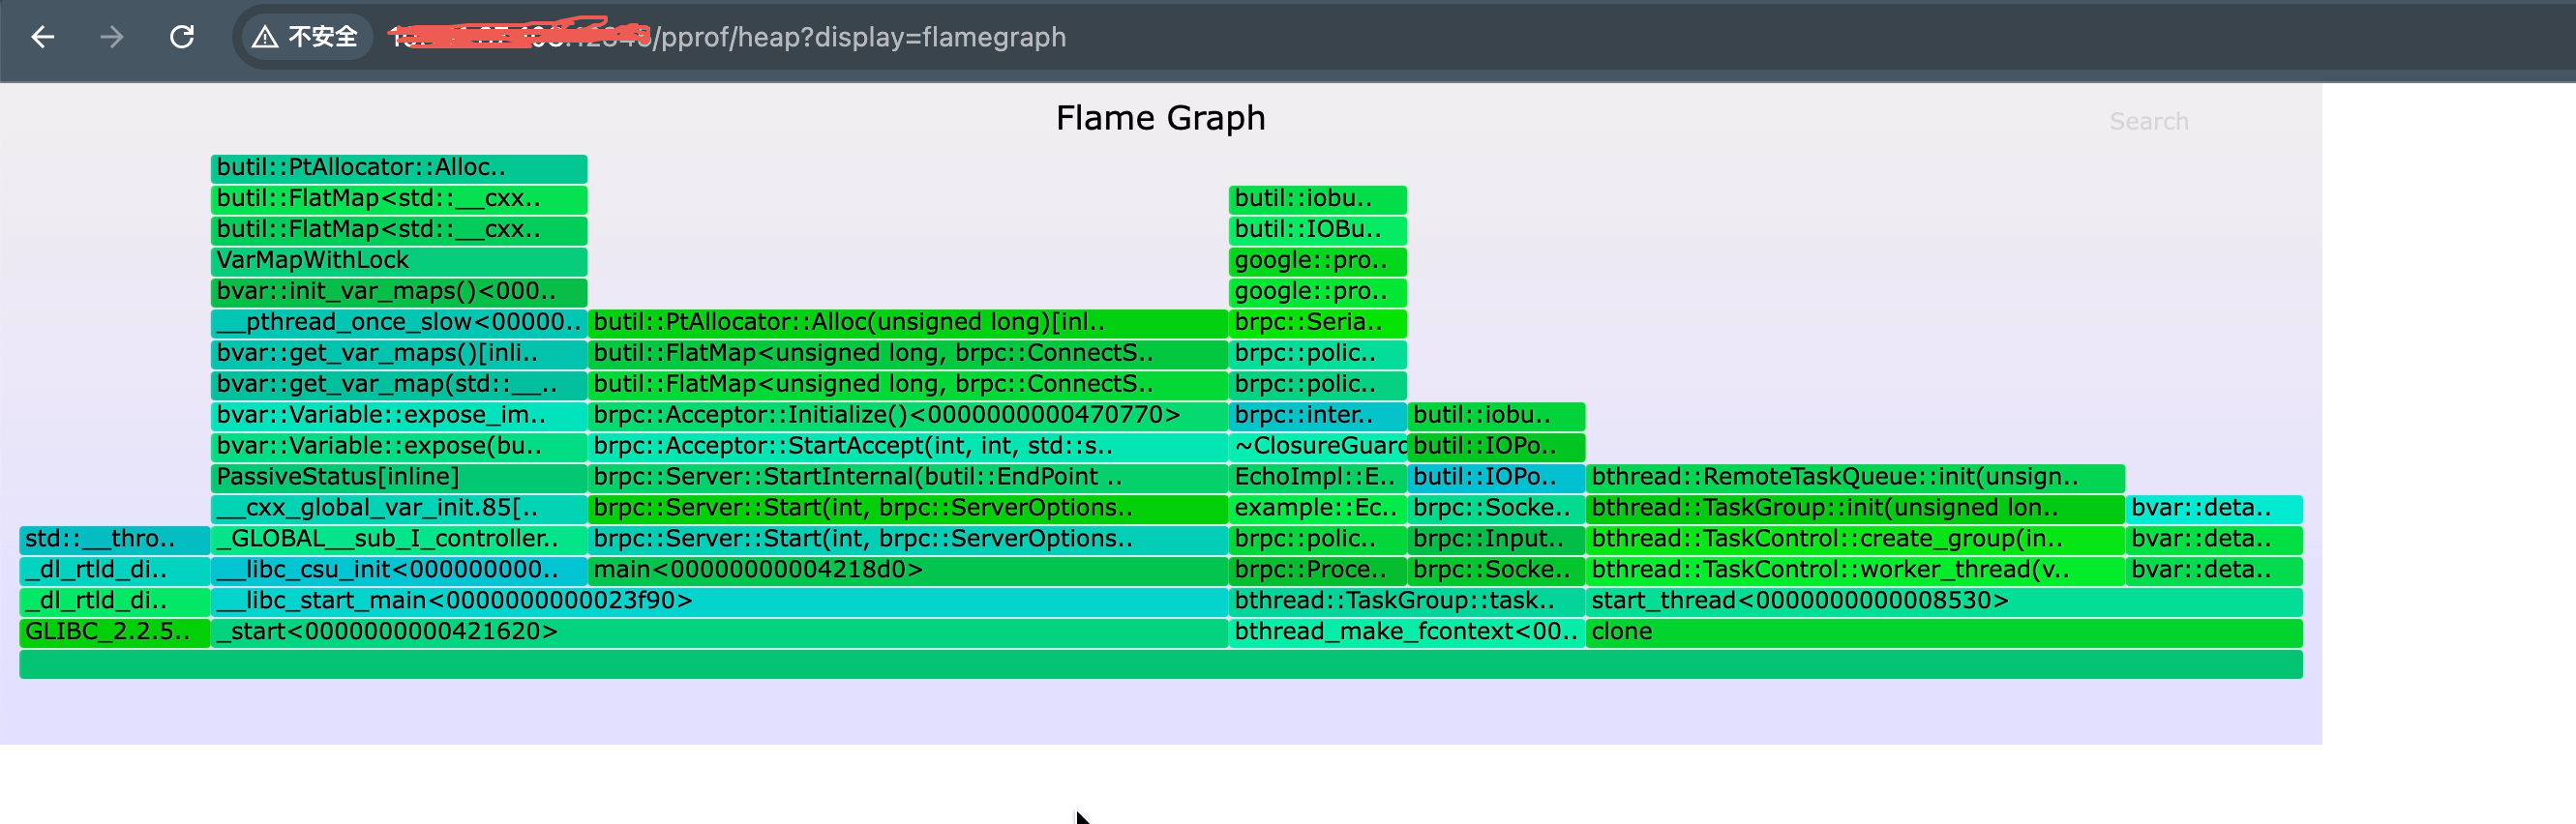 不安全 /pprof/heap?display=flamegraph
Flame Graph
Search
butil::PtAllocator::Alloc..
butil::FlatMap<std::__cxx.. butil::iobu..
butil::FlatMap<std::__cxx.. butil::IOBu..
VarMapWithLock google::pro..
bvar::init_var_maps()<000.. google::pro..
__pthread_once_slow<00000.. butil::PtAllocator::Alloc(unsigned long)[inl.. brpc::Seria..
bvar::get_var_maps()[inli.. butil::FlatMap<unsigned long, brpc::ConnectS.. brpc::polic..
bvar::get_var_map(std::__.. butil::FlatMap<unsigned long, brpc::ConnectS.. brpc::polic..
bvar::Variable::expose_im.. brpc::Acceptor::Initialize()<0000000000470770> brpc::inter.. butil::iobu..
bvar::Variable::expose(bu.. brpc::Acceptor::StartAccept(int, int, std::s.. ~ClosureGuard butil::IOPo..
PassiveStatus[inline] brpc::Server::StartInternal(butil::EndPoint .. EchoImpl::E.. butil::IOPo.. bthread::RemoteTaskQueue::init(unsign..
__cxx_global_var_init.85[.. brpc::Server::Start(int, brpc::ServerOptions.. example::Ec.. brpc::Socke.. bthread::TaskGroup::init(unsigned lon.. bvar::deta..
std::__thro.. _GLOBAL__sub_I_controller.. brpc::Server::Start(int, brpc::ServerOptions.. brpc::polic.. brpc::Input.. bthread::TaskControl::create_group(in.. bvar::deta..
_dl_rtld_di.. __libc_csu_init<000000000.. main<00000000004218d0> brpc::Proce.. brpc::Socke.. bthread::TaskControl::worker_thread(v.. bvar::deta..
_dl_rtld_di.. __libc_start_main<0000000000023f90> bthread::TaskGroup::task.. start_thread<0000000000008530>
GLIBC_2.2.5.. _start<0000000000421620> bthread_make_fcontext<00.. clone